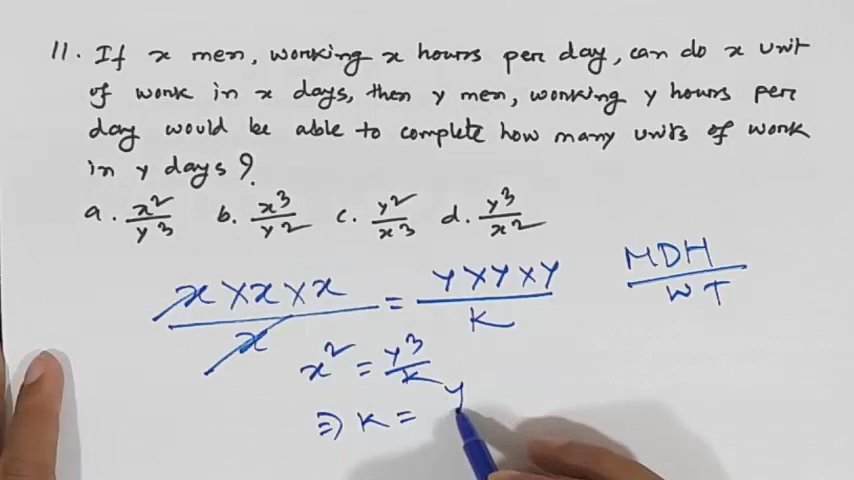 11. If x men, working x hours per day, can do x unit
of work in x days, then y men, working y hours per
day would be able to complete how many units of work
in y days ?
a. x²/y³ b. x³/y² c. y²/x³ d. y³/x²
x × x × x / x = y × y × y / k
MDH / WT
x² = y³/k
⇒ k = y